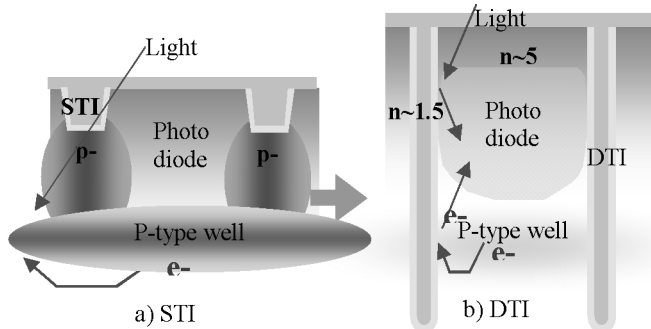 a)
Light
STI
p-
Photo
diode
p-
P-type well
e-
a) STI
b)
Light
n~5
n~1.5
Photo
diode
DTI
e-
P-type well
e-
b) DTI